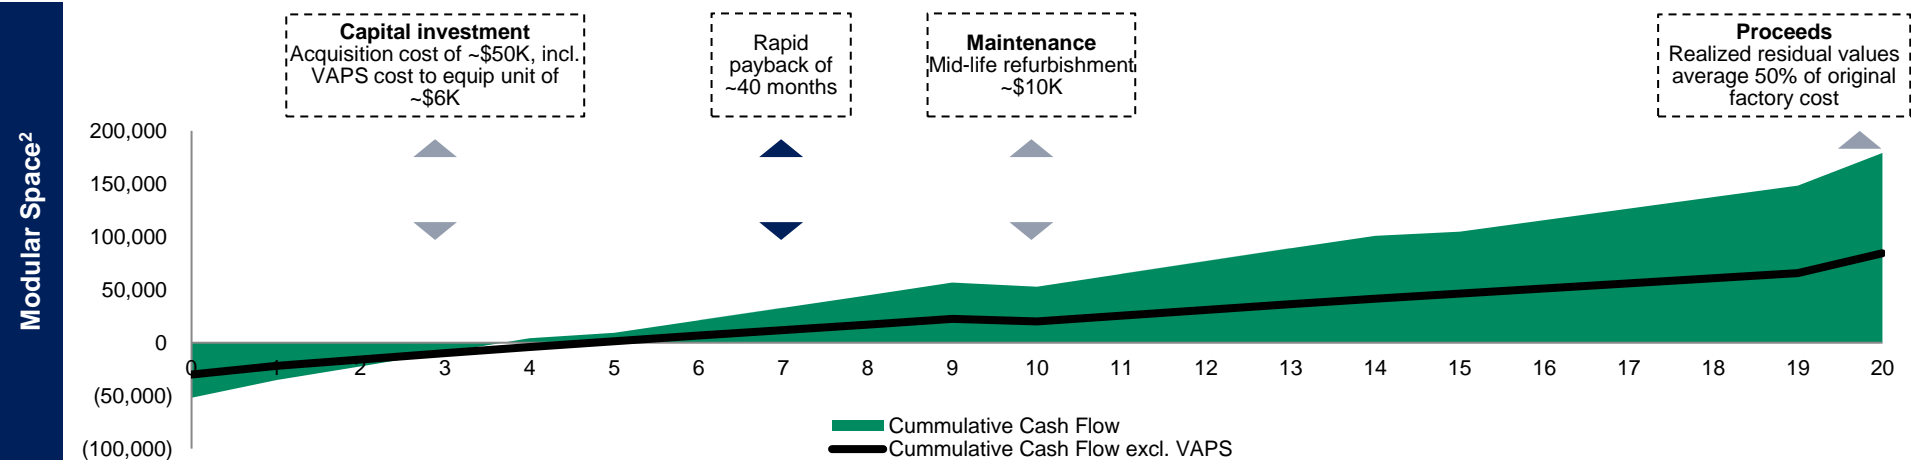 Modular Space2
Capital investment
Acquisition cost of ~$50K, incl.
VAPS cost to equip unit of
~$6K
Rapid
payback of
~40 months
Maintenance
Mid-life refurbishment
~$10K
Proceeds
Realized residual values
average 50% of original
factory cost
200,000
150,000
100,000
50,000
0
(50,000)
(100,000)
0 1 2 3 4 5 6 7 8 9 10 11 12 13 14 15 16 17 18 19 20
Cummulative Cash Flow
Cummulative Cash Flow excl. VAPS